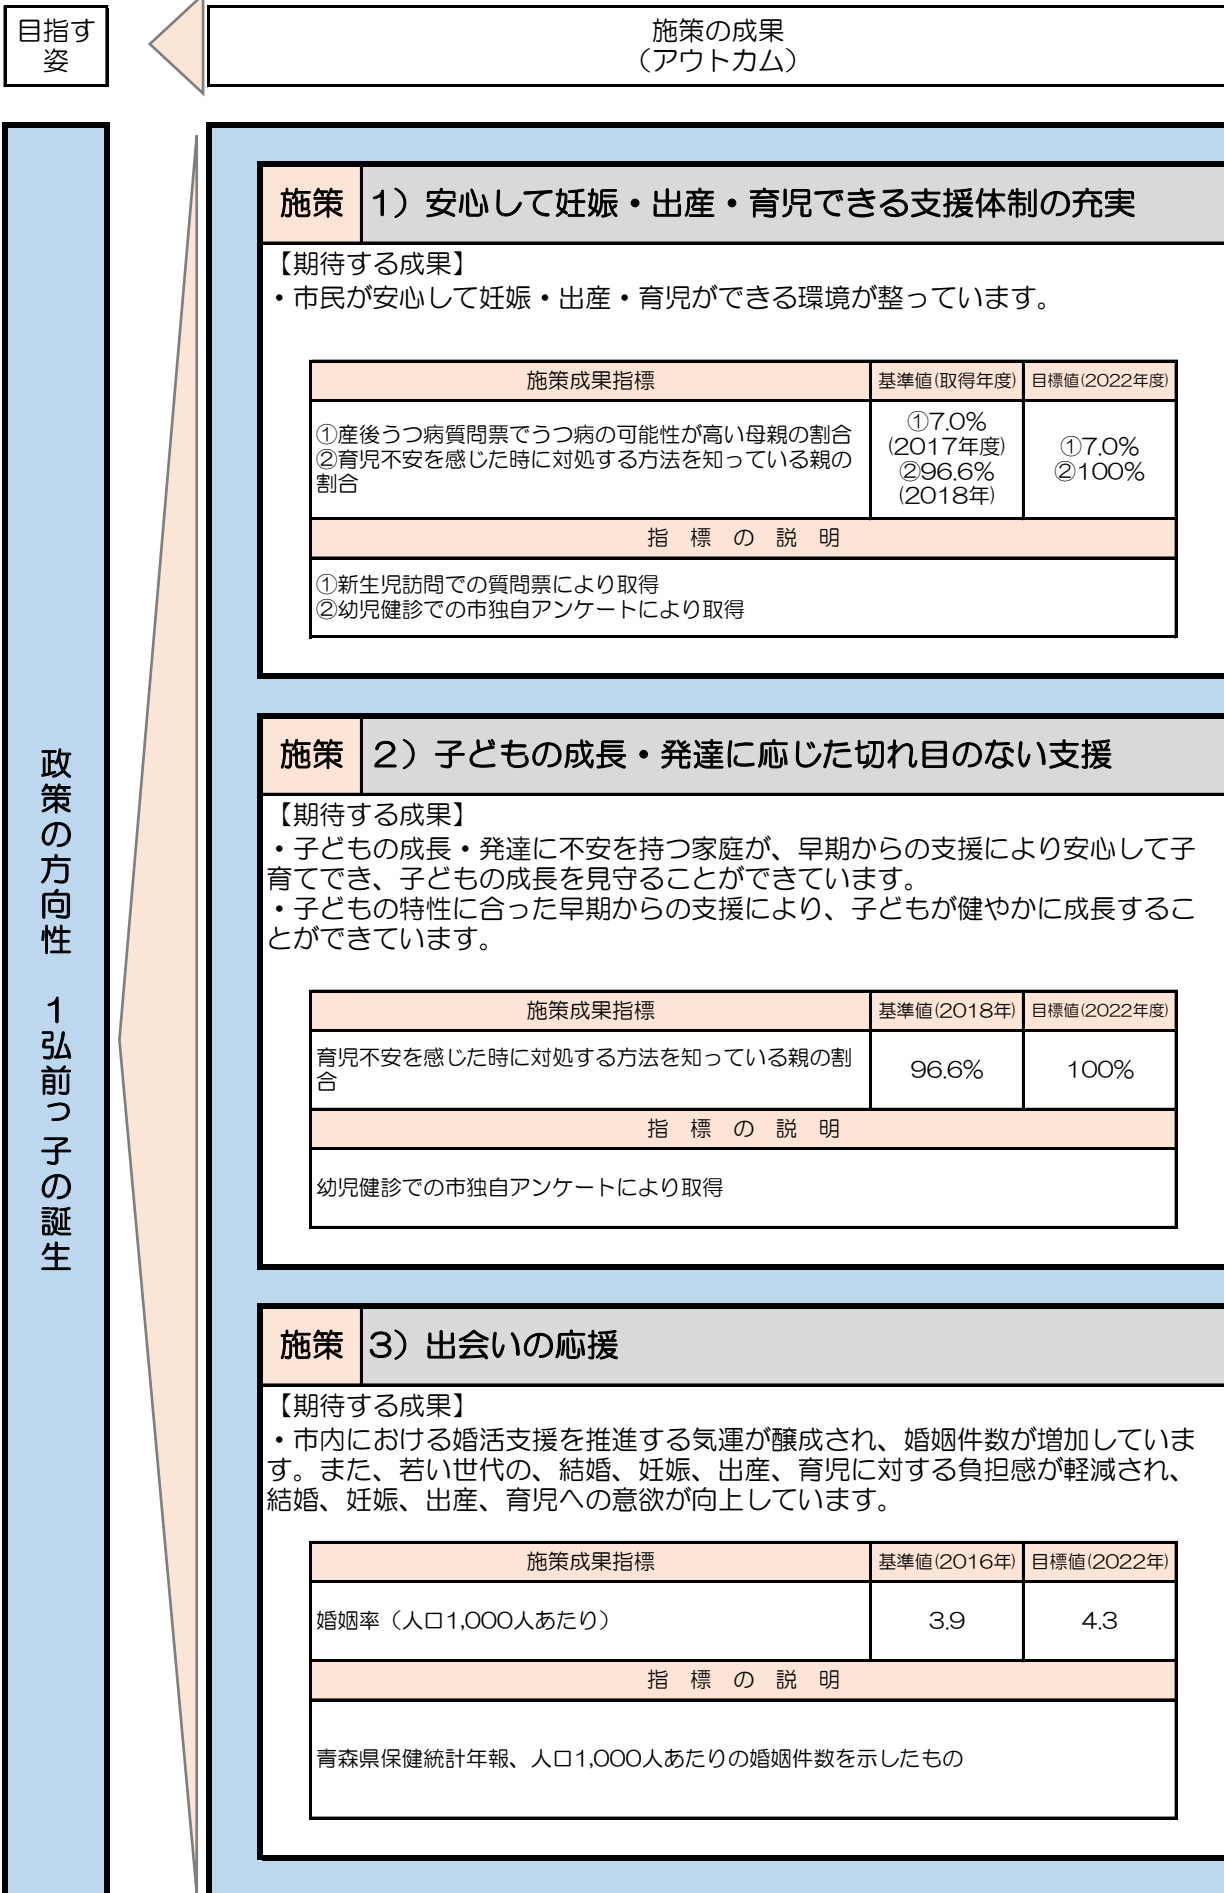 目指す
姿
施策の成果
（アウトカム）
政策の方向性　１弘前っ子の誕生
施策
1）安心して妊娠・出産・育児できる支援体制の充実
【期待する成果】
・市民が安心して妊娠・出産・育児ができる環境が整っています。
施策成果指標
基準値(取得年度)
目標値(2022年度)
①産後うつ病質問票でうつ病の可能性が高い母親の割合
②育児不安を感じた時に対処する方法を知っている親の
割合
①7.0%
(2017年度)
②96.6%
(2018年)
①7.0%
②100%
指　標　の　説　明
①新生児訪問での質問票により取得
②幼児健診での市独自アンケートにより取得
施策
２）子どもの成長・発達に応じた切れ目のない支援
【期待する成果】
・子どもの成長・発達に不安を持つ家庭が、早期からの支援により安心して子
育てでき、子どもの成長を見守ることができています。
・子どもの特性に合った早期からの支援により、子どもが健やかに成長するこ
とができています。
施策成果指標
基準値(2018年)
目標値(2022年度)
育児不安を感じた時に対処する方法を知っている親の割
合
96.6%
100%
指　標　の　説　明
幼児健診での市独自アンケートにより取得
施策
3）出会いの応援
【期待する成果】
・市内における婚活支援を推進する気運が醸成され、婚姻件数が増加していま
す。また、若い世代の、結婚、妊娠、出産、育児に対する負担感が軽減され、
結婚、妊娠、出産、育児への意欲が向上しています。
施策成果指標
基準値(2016年)
目標値(2022年)
婚姻率（人口1,000人あたり）
3.9
4.3
指　標　の　説　明
青森県保健統計年報、人口1,000人あたりの婚姻件数を示したもの